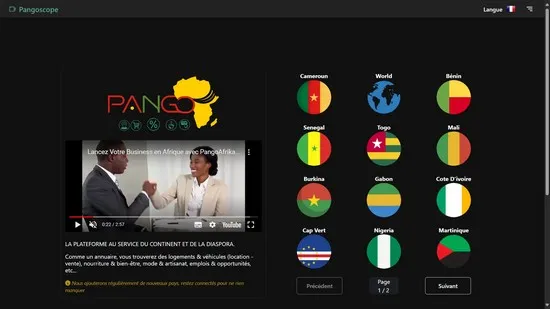 Pangoscope
Langue
PANGO
Lancez Votre Business en Afrique avec PangoAfrika...
0:22 / 2:57
YouTube
LA PLATEFORME AU SERVICE DU CONTINENT ET DE LA DIASPORA.
Comme un annuaire, vous trouverez des logements & véhicules (location -
vente), nourriture & bien-être, mode & artisanat, emplois & opportunités,
etc...
Nous ajouterons régulièrement de nouveaux pays, restez connectés pour ne rien
manquer
Cameroun
World
Bénin
Senegal
Togo
Mali
Burkina
Gabon
Cote D'ivoire
Cap Vert
Nigeria
Martinique
Précédent
Page
1 / 2
Suivant